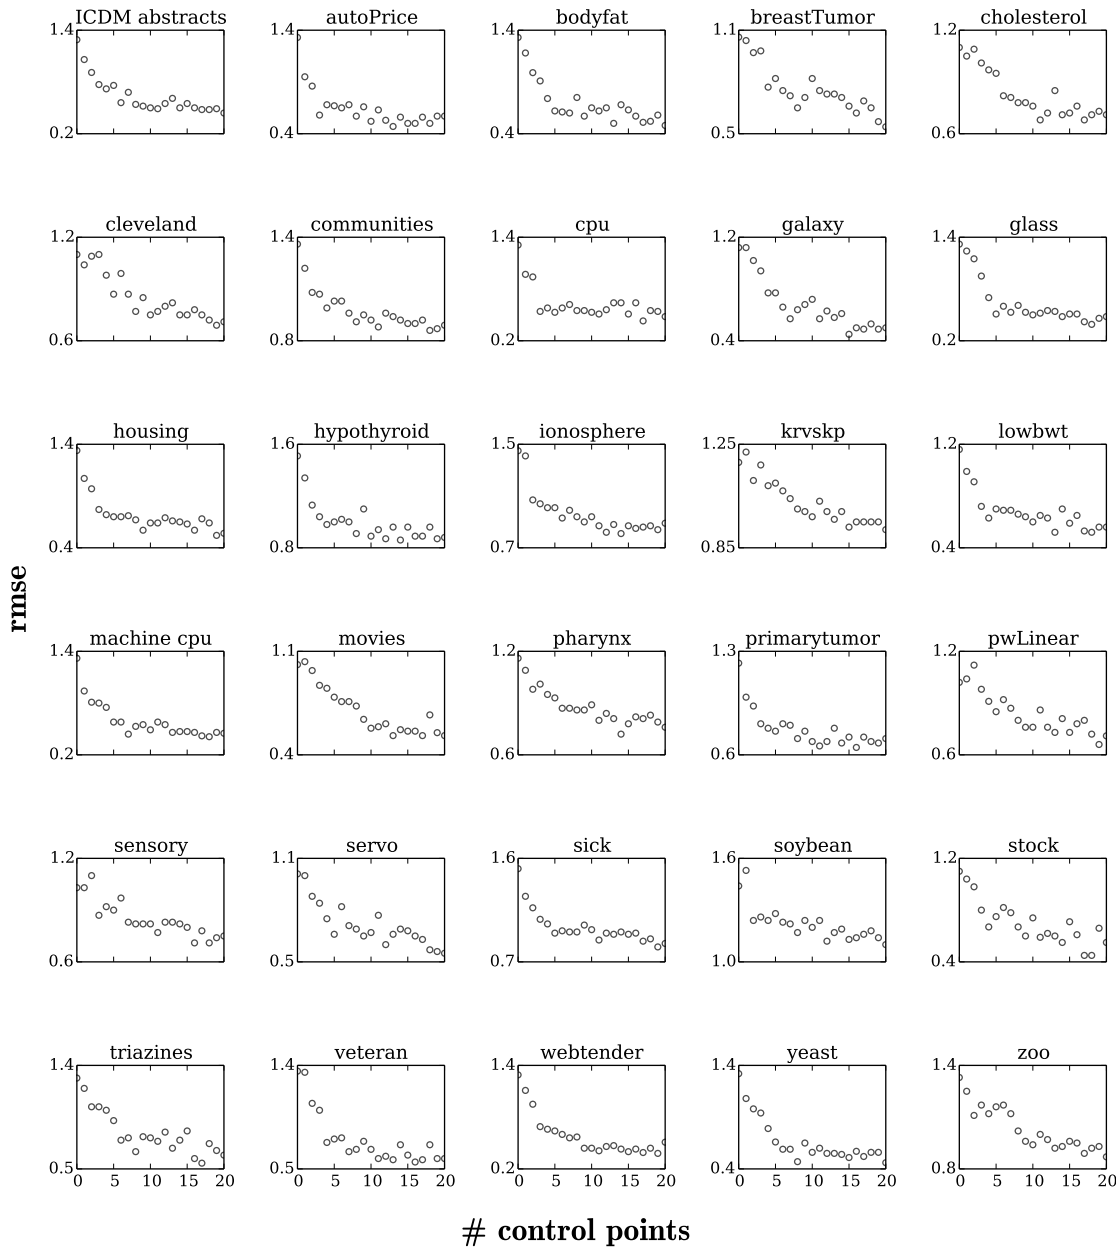 ICDM abstracts autoPrice bodyfat breastTumor cholesterol
1.4 1.4 1.4 1.1 1.2
0.2 0.4 0.4 0.5 0.6
cleveland communities cpu galaxy glass
1.2 1.4 1.4 1.2 1.4
0.6 0.8 0.2 0.4 0.2
housing hypothyroid ionosphere krvskp lowbwt
1.4 1.6 1.5 1.25 1.2
0.4 0.8 0.7 0.85 0.4
rmse
machine cpu movies pharynx primarytumor pwLinear
1.4 1.1 1.2 1.3 1.2
0.2 0.4 0.6 0.6 0.6
sensory servo sick soybean stock
1.2 1.1 1.6 1.6 1.2
0.6 0.5 0.7 1.0 0.4
triazines veteran webtender yeast zoo
1.4 1.4 1.4 1.4 1.4
0.5 0.5 0.2 0.4 0.8
0 5 10 15 20 0 5 10 15 20 0 5 10 15 20 0 5 10 15 20 0 5 10 15 20
# control points